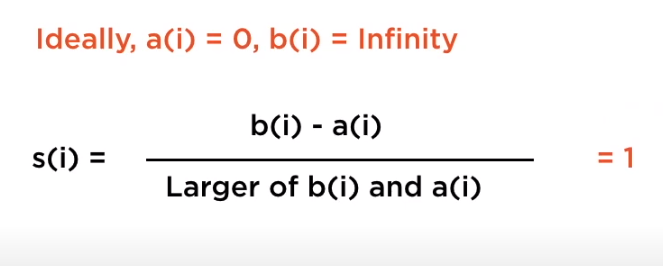 Ideally, a(i) = 0, b(i) = Infinity
b(i) - a(i)
s(i) =
= 1
Larger of b(i) and a(i)